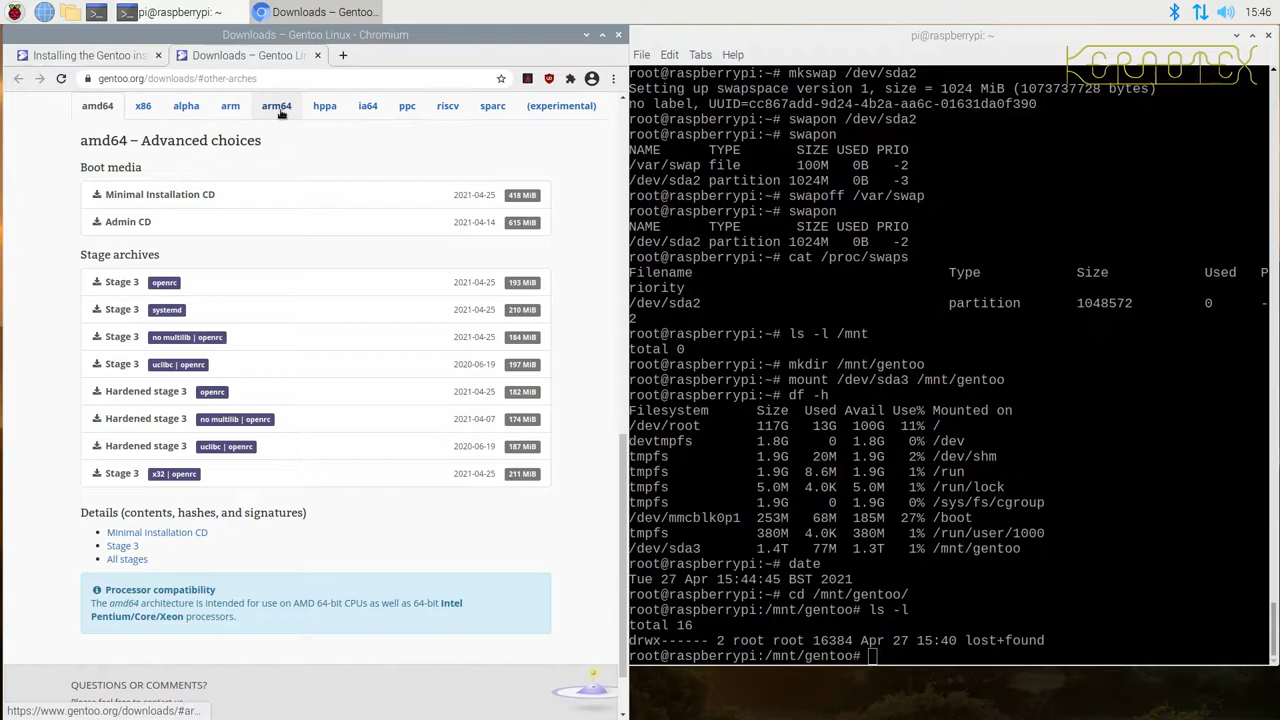 pi@raspberrypi: ~
Downloads – Gentoo L...
15:46
Downloads – Gentoo Linux - Chromium
pi@raspberrypi: ~
Installing the Gentoo ins
Downloads – Gentoo Lin
File Edit Tabs Help
KEROOTEX
gentoo.org/downloads/#other-arches
amd64 x86 alpha arm arm64 hppa ia64 ppc riscv sparc (experimental)
amd64 – Advanced choices
Boot media
Minimal Installation CD 2021-04-25 418 MiB
Admin CD 2021-04-14 615 MiB
Stage archives
Stage 3 openrc 2021-04-25 193 MiB
Stage 3 systemd 2021-04-25 210 MiB
Stage 3 no multilib | openrc 2021-04-25 184 MiB
Stage 3 uclibc | openrc 2020-06-19 197 MiB
Hardened stage 3 openrc 2021-04-25 182 MiB
Hardened stage 3 no multilib | openrc 2021-04-07 174 MiB
Hardened stage 3 uclibc | openrc 2020-06-19 187 MiB
Stage 3 x32 | openrc 2021-04-25 211 MiB
Details (contents, hashes, and signatures)
Minimal Installation CD
Stage 3
All stages
Processor compatibility
The amd64 architecture is intended for use on AMD 64-bit CPUs as well as 64-bit Intel
Pentium/Core/Xeon processors.
QUESTIONS OR COMMENTS?
https://www.gentoo.org/downloads/#ar...
root@raspberrypi:~# mkswap /dev/sda2
Setting up swapspace version 1, size = 1024 MiB (1073737728 bytes)
no label, UUID=cc867add-9d24-4b2a-aa6c-01631da0f390
root@raspberrypi:~# swapon /dev/sda2
root@raspberrypi:~# swapon
NAME TYPE SIZE USED PRIO
/var/swap file 100M 0B -2
/dev/sda2 partition 1024M 0B -3
root@raspberrypi:~# swapoff /var/swap
root@raspberrypi:~# swapon
NAME TYPE SIZE USED PRIO
/dev/sda2 partition 1024M 0B -2
root@raspberrypi:~# cat /proc/swaps
Filename Type Size Used P
riority
/dev/sda2 partition 1048572 0 -
2
root@raspberrypi:~# ls -l /mnt
total 0
root@raspberrypi:~# mkdir /mnt/gentoo
root@raspberrypi:~# mount /dev/sda3 /mnt/gentoo
root@raspberrypi:~# df -h
Filesystem Size Used Avail Use% Mounted on
/dev/root 117G 13G 100G 11% /
devtmpfs 1.8G 0 1.8G 0% /dev
tmpfs 1.9G 20M 1.9G 2% /dev/shm
tmpfs 1.9G 8.6M 1.9G 1% /run
tmpfs 5.0M 4.0K 5.0M 1% /run/lock
tmpfs 1.9G 0 1.9G 0% /sys/fs/cgroup
/dev/mmcblk0p1 253M 68M 185M 27% /boot
tmpfs 380M 4.0K 380M 1% /run/user/1000
/dev/sda3 1.4T 77M 1.3T 1% /mnt/gentoo
root@raspberrypi:~# date
Tue 27 Apr 15:44:45 BST 2021
root@raspberrypi:~# cd /mnt/gentoo/
root@raspberrypi:/mnt/gentoo# ls -l
total 16
drwx------ 2 root root 16384 Apr 27 15:40 lost+found
root@raspberrypi:/mnt/gentoo#